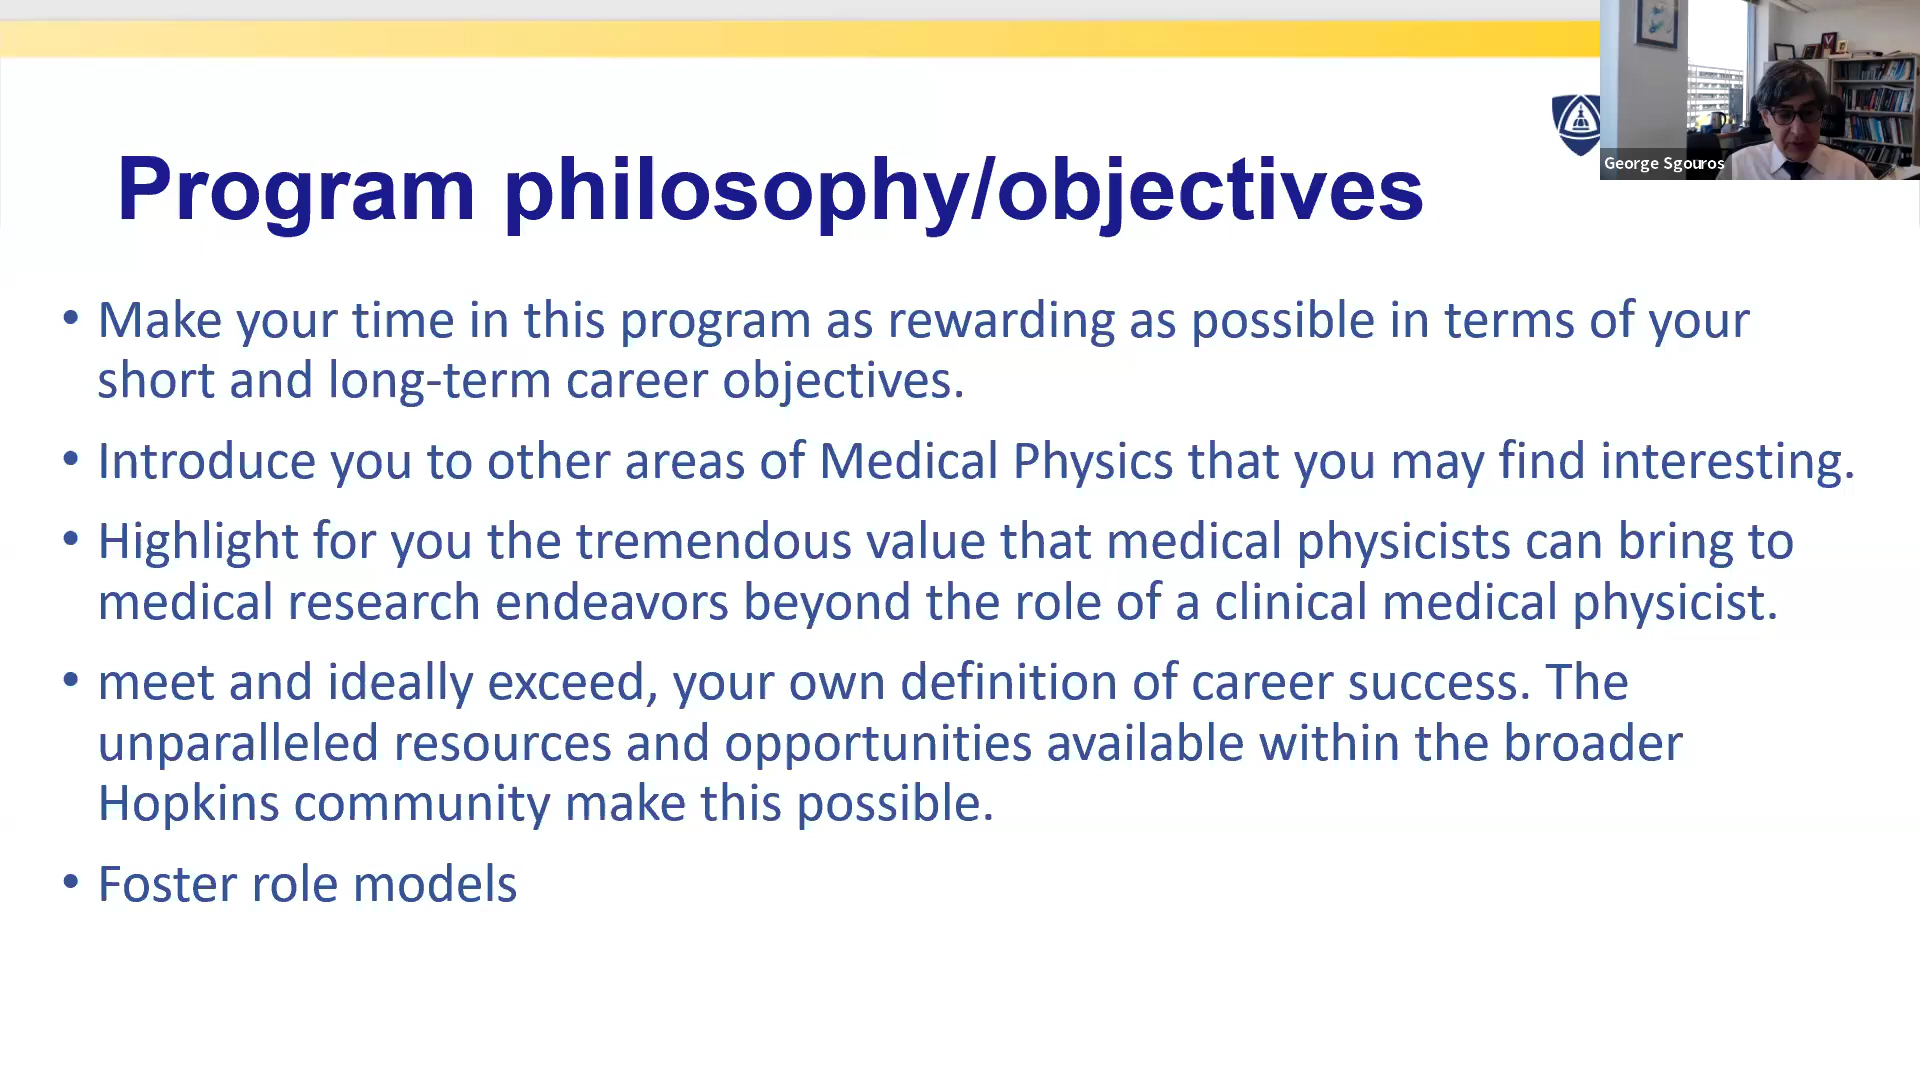 George Sgouros
Program philosophy/objectives
• Make your time in this program as rewarding as possible in terms of your
short and long-term career objectives.
• Introduce you to other areas of Medical Physics that you may find interesting.
• Highlight for you the tremendous value that medical physicists can bring to
medical research endeavors beyond the role of a clinical medical physicist.
• meet and ideally exceed, your own definition of career success. The
unparalleled resources and opportunities available within the broader
Hopkins community make this possible.
• Foster role models